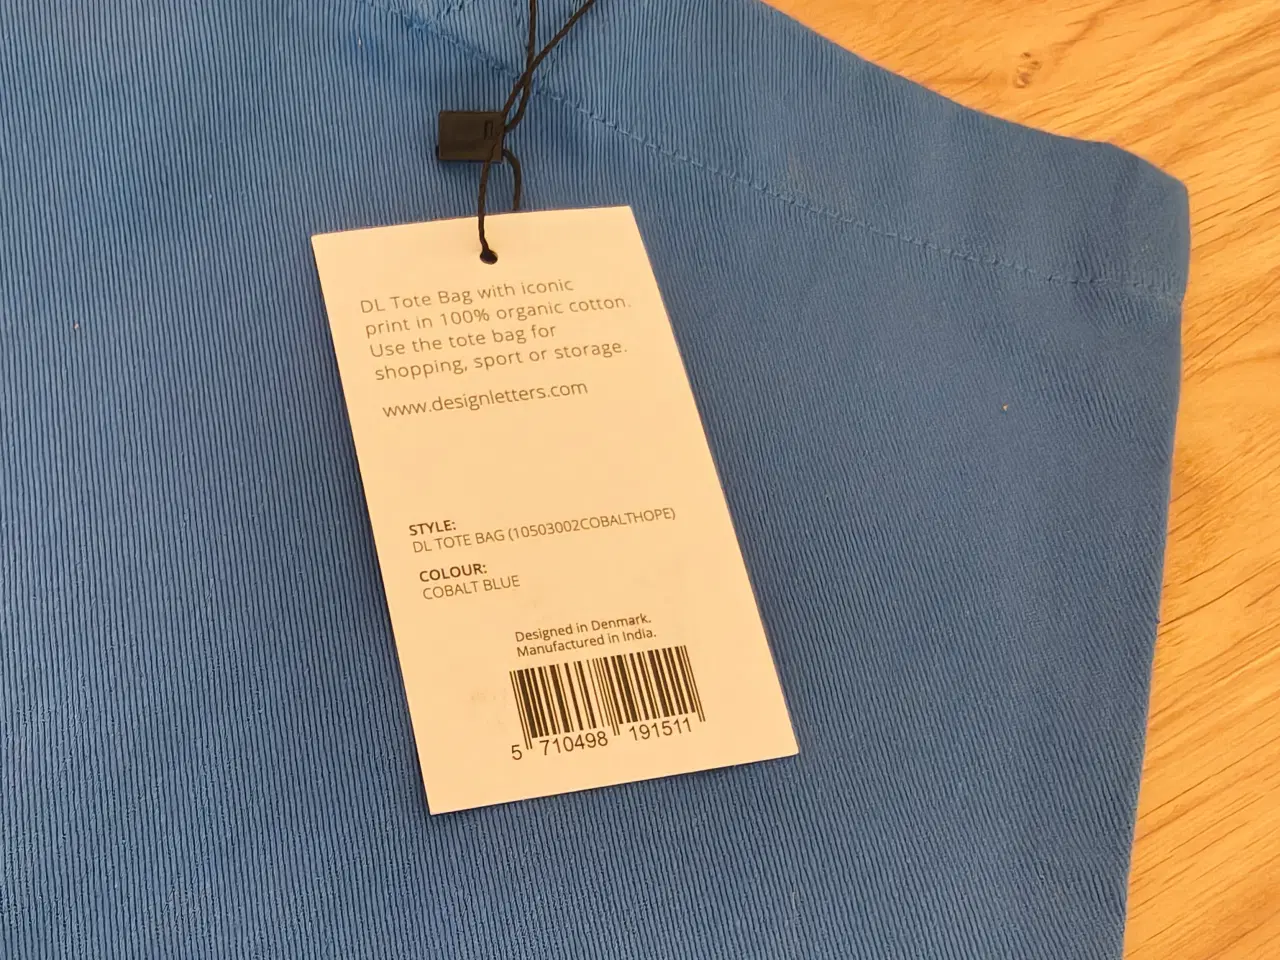 DL Tote Bag with iconic
print in 100% organic cotton.
Use the tote bag for
shopping, sport or storage.
www.designletters.com
STYLE:
DL TOTE BAG (10503002COBALTHOPE)
COLOUR:
COBALT BLUE
Designed in Denmark.
Manufactured in India.
5 710498 191511